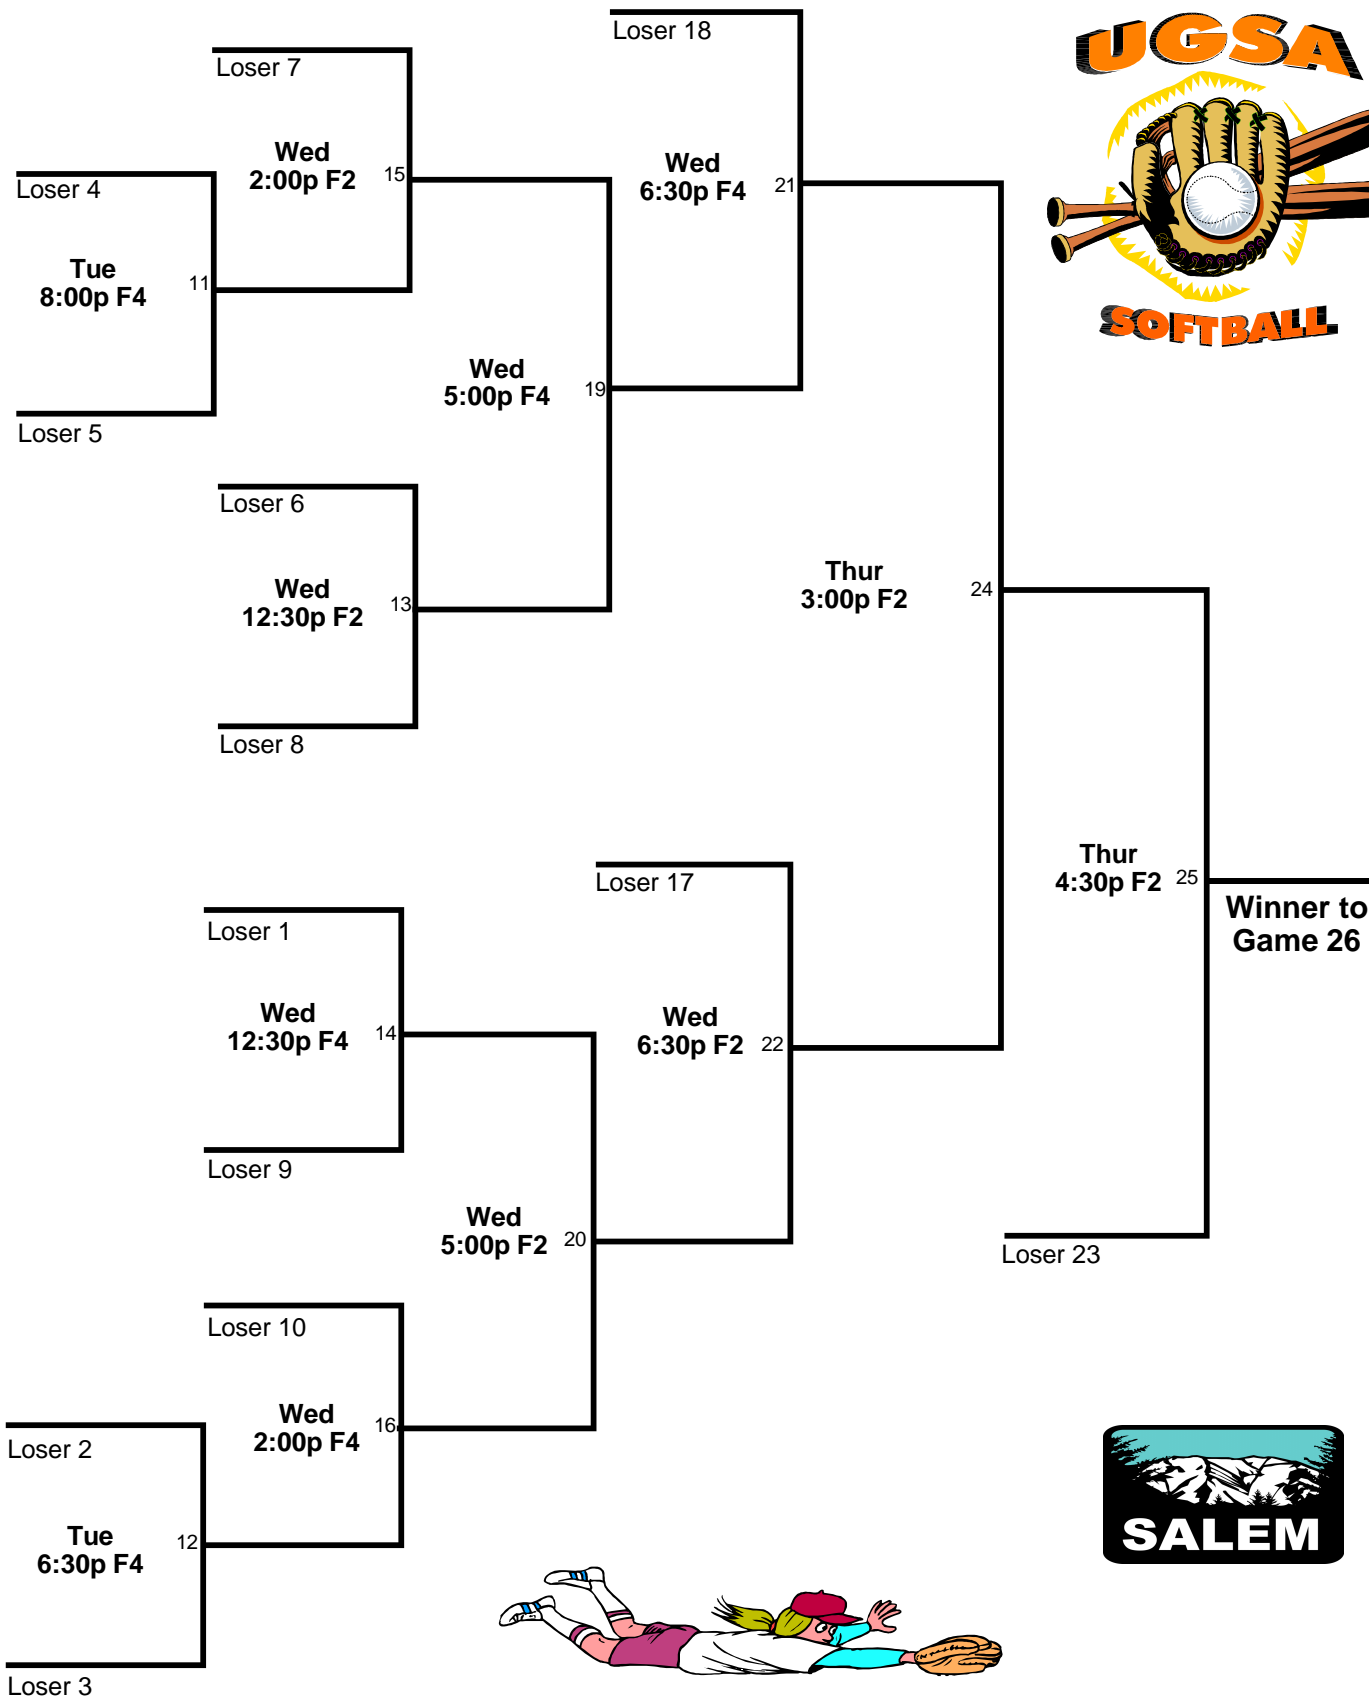 Loser 18
UGSA
Loser 7
Wed
2:00p F2
15
Wed
6:30p F4
21
Loser 4
Tue
8:00p F4
11
SOFTBALL
Wed
5:00p F4
19
Loser 5
Loser 6
Wed
12:30p F2
13
Thur
3:00p F2
24
Loser 8
Thur
4:30p F2
25
Loser 17
Winner to
Game 26
Loser 1
Wed
12:30p F4
14
Wed
6:30p F2
22
Loser 9
Wed
5:00p F2
20
Loser 23
Loser 10
Wed
2:00p F4
16
Loser 2
Tue
6:30p F4
12
SALEM
Loser 3